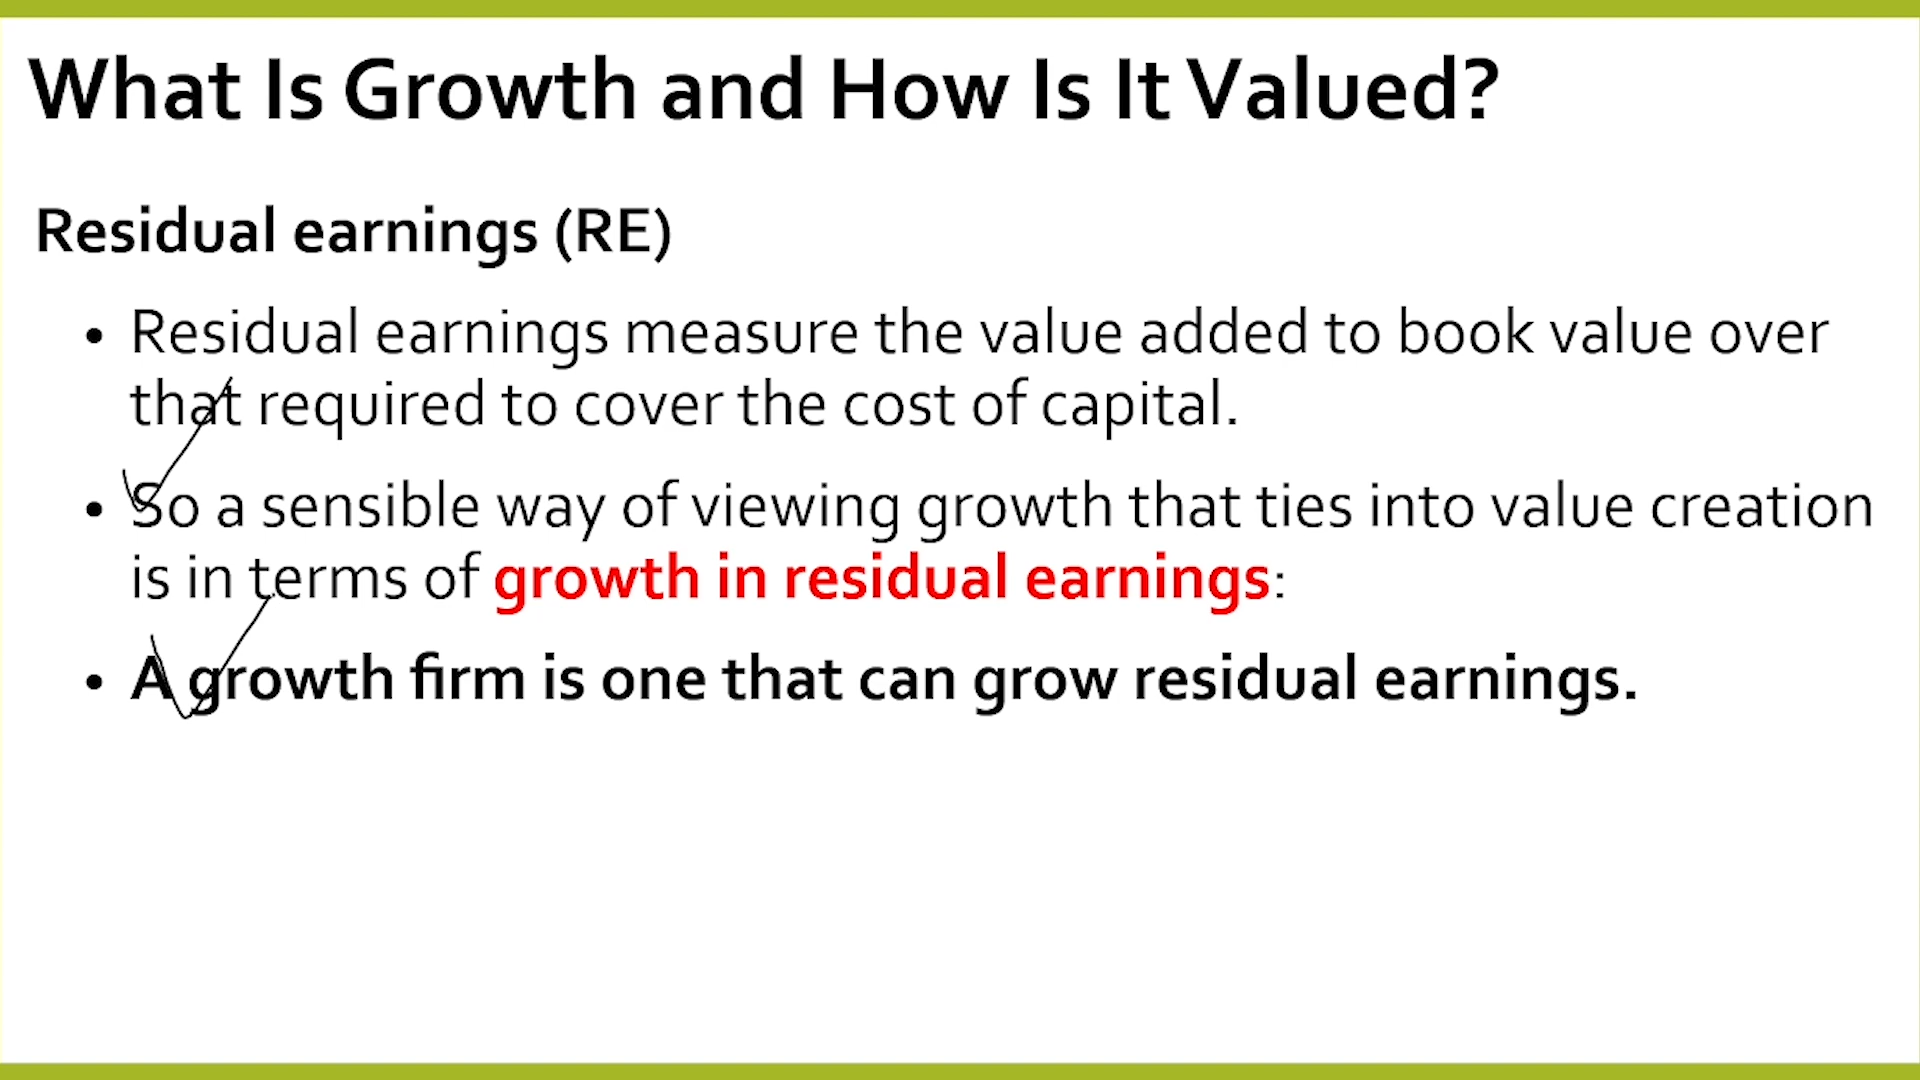 What Is Growth and How Is It Valued?
Residual earnings (RE)
• Residual earnings measure the value added to book value over
that required to cover the cost of capital.
• So a sensible way of viewing growth that ties into value creation
is in terms of growth in residual earnings:
• A growth firm is one that can grow residual earnings.